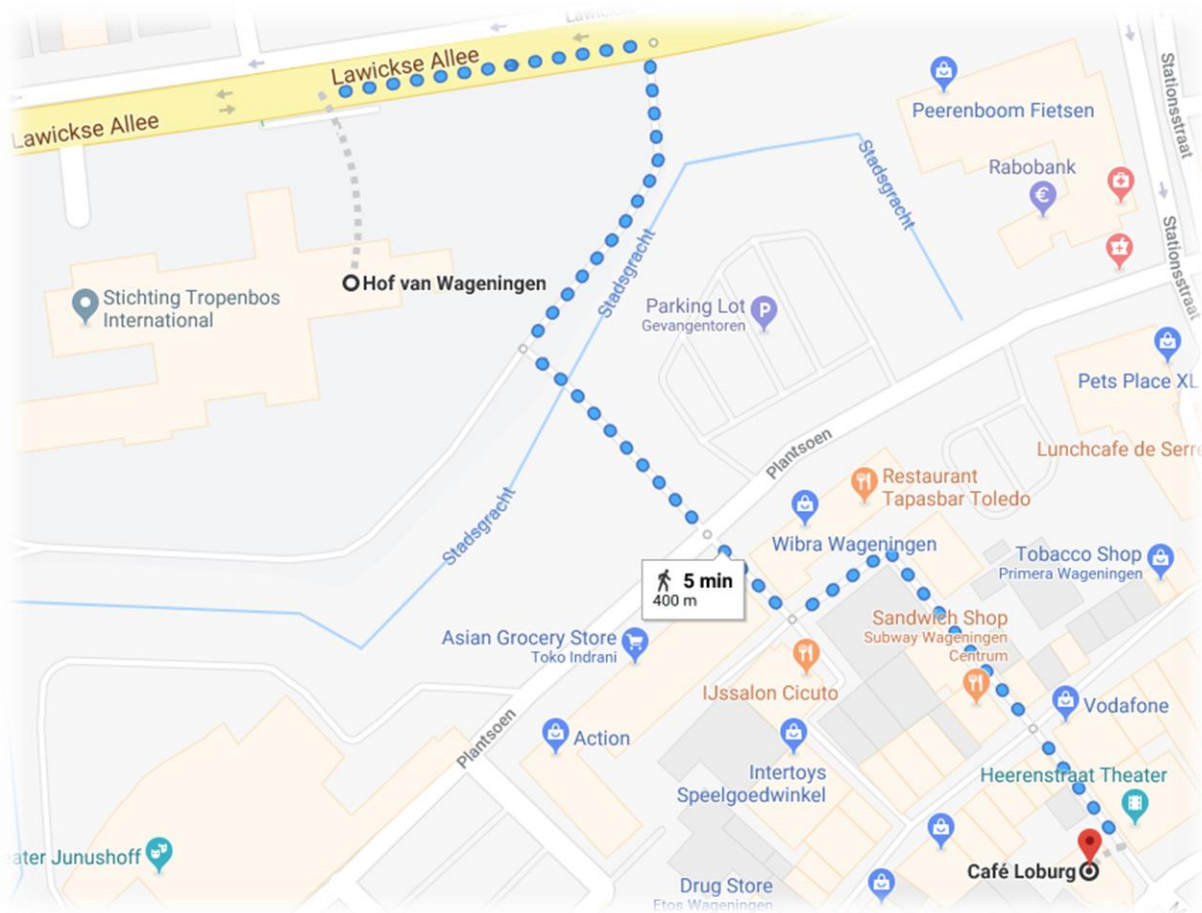 Lawickse
Lawickse Allee
Lawickse Allee
Stationsstraat
Peerenboom Fietsen
Rabobank
€
Stadsgracht
Stationsstraat
Stadsgracht
Hof van Wageningen
Stichting Tropenbos
International
Parking Lot
Gevangentoren
P
Pets Place XL
Plantsoen
Lunchcafe de Serre
Restaurant
Tapasbar Toledo
Stadsgracht
Wibra Wageningen
Tobacco Shop
Primera Wageningen
5 min
400 m
Sandwich Shop
Subway Wageningen
Centrum
Asian Grocery Store
Toko Indrani
IJssalon Cicuto
Vodafone
Plantsoen
Action
Intertoys
Speelgoedwinkel
Heerenstraat Theater
ater Junushoff
Café Loburg
Drug Store
Etos Wageningen